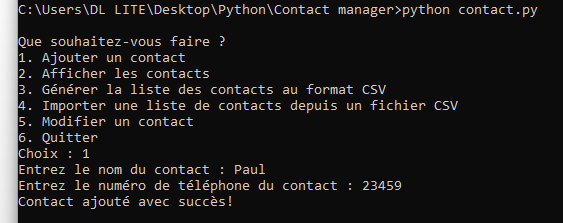 C:\Users\DL LITE\Desktop\Python\Contact manager>python contact.py
Que souhaitez-vous faire ?
1. Ajouter un contact
2. Afficher les contacts
3. Générer la liste des contacts au format CSV
4. Importer une liste de contacts depuis un fichier CSV
5. Modifier un contact
6. Quitter
Choix : 1
Entrez le nom du contact : Paul
Entrez le numéro de téléphone du contact : 23459
Contact ajouté avec succès!